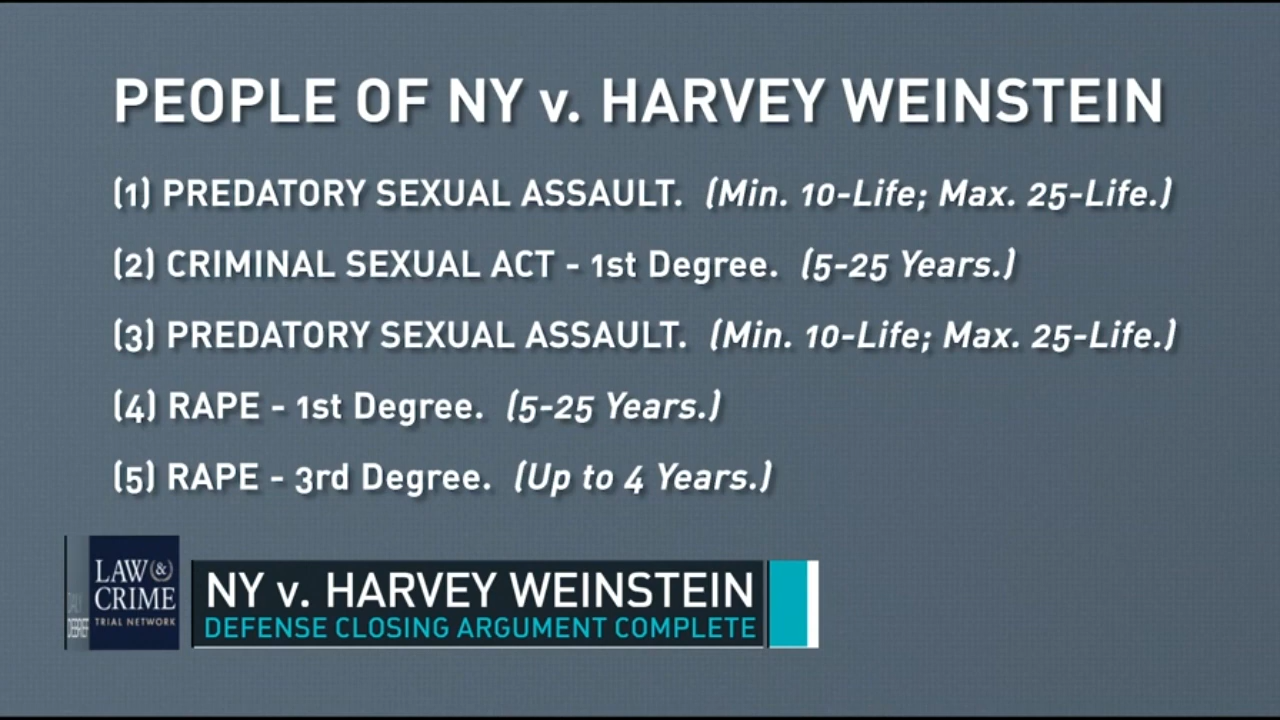 PEOPLE OF NY v. HARVEY WEINSTEIN
(1) PREDATORY SEXUAL ASSAULT. (Min. 10-Life; Max. 25-Life.)
(2) CRIMINAL SEXUAL ACT - 1st Degree. (5-25 Years.)
(3) PREDATORY SEXUAL ASSAULT. (Min. 10-Life; Max. 25-Life.)
(4) RAPE - 1st Degree. (5-25 Years.)
(5) RAPE - 3rd Degree. (Up to 4 Years.)
LAW &
CRIME
TRIAL NETWORK
NY v. HARVEY WEINSTEIN
DEFENSE CLOSING ARGUMENT COMPLETE